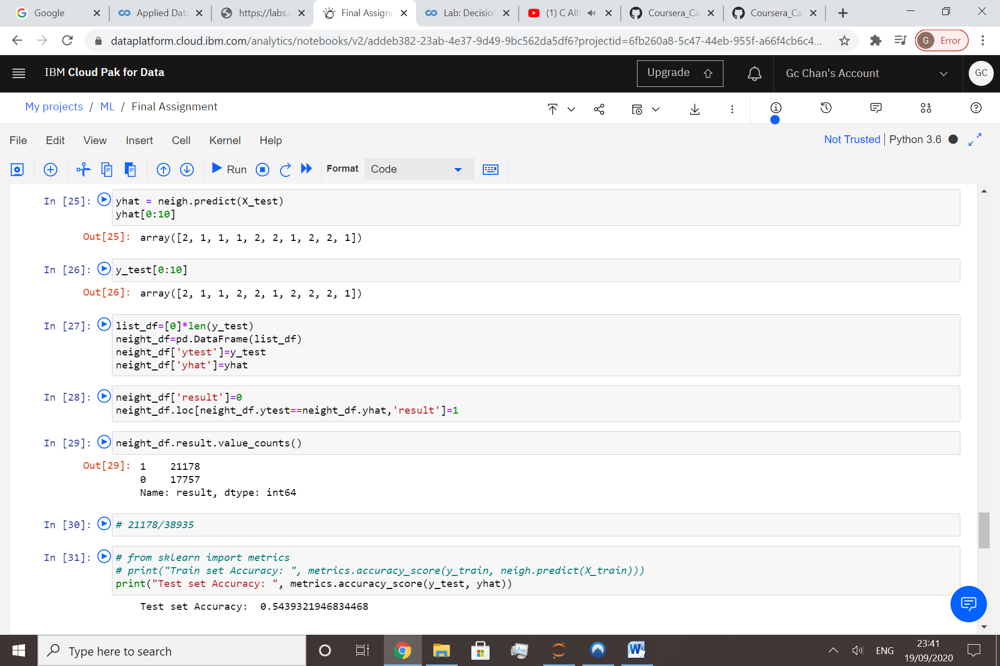 Google
Applied Data
https://labs.c
Final Assignm
Lab: Decision
(1) C AllS
Coursera_Cap
Coursera_Cap
dataplatform.cloud.ibm.com/analytics/notebooks/v2/addeb382-23ab-4e37-9d49-9bc562da5df6?projectid=6fb260a8-5c47-44eb-955f-a66f4cb6c4...
G Error
IBM Cloud Pak for Data
Upgrade
Gc Chan's Account
GC
My projects / ML / Final Assignment
File Edit View Insert Cell Kernel Help
Not Trusted | Python 3.6
Run
Format Code
In [25]: yhat = neigh.predict(X_test)
yhat[0:10]
Out[25]: array([2, 1, 1, 1, 2, 2, 1, 2, 2, 1])
In [26]: y_test[0:10]
Out[26]: array([2, 1, 1, 2, 2, 1, 2, 2, 2, 1])
In [27]: list_df=[0]*len(y_test)
neight_df=pd.DataFrame(list_df)
neight_df['ytest']=y_test
neight_df['yhat']=yhat
In [28]: neight_df['result']=0
neight_df.loc[neight_df.ytest==neight_df.yhat,'result']=1
In [29]: neight_df.result.value_counts()
Out[29]: 1 21178
0 17757
Name: result, dtype: int64
In [30]: # 21178/38935
In [31]: # from sklearn import metrics
# print("Train set Accuracy: ", metrics.accuracy_score(y_train, neigh.predict(X_train)))
print("Test set Accuracy: ", metrics.accuracy_score(y_test, yhat))
Test set Accuracy: 0.5439321946834468
Type here to search
ENG
23:41
19/09/2020